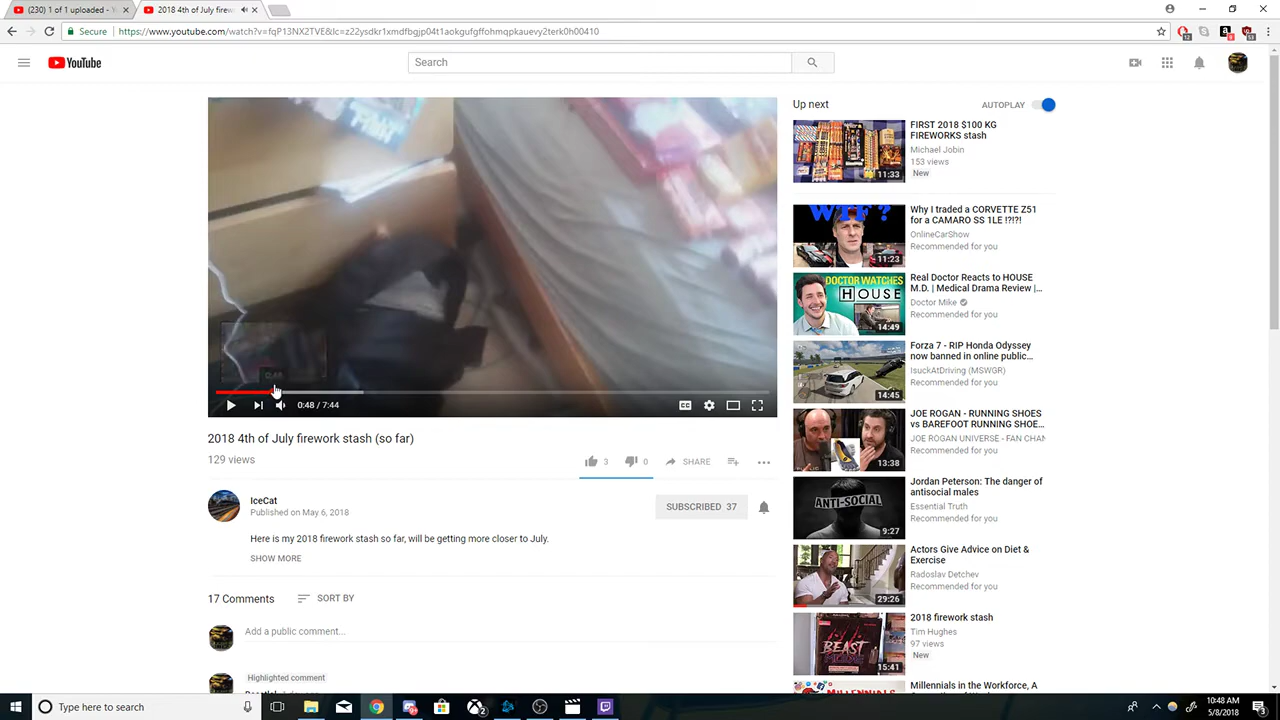 (230) 1 of 1 uploaded - Y
2018 4th of July firew
Secure
https://www.youtube.com/watch?v=fqP13NX2TVE&lc=z22ysdkr1xmdfbgjp04t1aokgufgffohmqpkauevy2terk0h00410
YouTube
Search
Up next
AUTOPLAY
FIRST 2018 $100 KG
FIREWORKS stash
Michael Jobin
153 views
New
11:33
WTF ?
Why I traded a CORVETTE Z51
for a CAMARO SS 1LE !?!?!
OnlineCarShow
Recommended for you
11:23
DOCTOR WATCHES
HOUSE
Real Doctor Reacts to HOUSE
M.D. | Medical Drama Review |...
Doctor Mike
Recommended for you
14:49
Forza 7 - RIP Honda Odyssey
now banned in online public...
IsuckAtDriving (MSWGR)
Recommended for you
14:45
0:48 / 7:44
CC
2018 4th of July firework stash (so far)
129 views
3
0
SHARE
JOE ROGAN - RUNNING SHOES
vs BAREFOOT RUNNING SHOE...
JOE ROGAN UNIVERSE - FAN CHAN
Recommended for you
13:38
IceCat
Published on May 6, 2018
SUBSCRIBED 37
Here is my 2018 firework stash so far, will be getting more closer to July.
SHOW MORE
ANTI-SOCIAL
Jordan Peterson: The danger of
antisocial males
Essential Truth
Recommended for you
9:27
Actors Give Advice on Diet &
Exercise
Radoslav Detchev
Recommended for you
29:26
17 Comments
SORT BY
Add a public comment...
Highlighted comment
BEAST
2018 firework stash
Tim Hughes
97 views
New
15:41
MILLENNIALS
Millennials in the Workforce, A
Type here to search
10:48 AM
5/8/2018